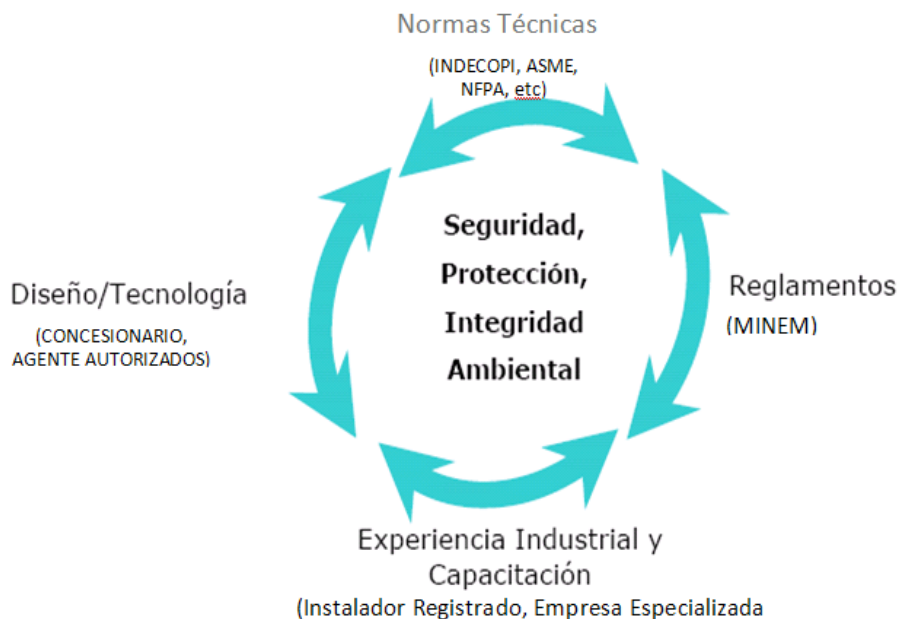 Normas Técnicas
(INDECOPI, ASME,
NFPA, etc)
Seguridad,
Protección,
Integridad
Ambiental
Diseño/Tecnología
(CONCESIONARIO,
AGENTE AUTORIZADOS)
Reglamentos
(MINEM)
Experiencia Industrial y
Capacitación
(Instalador Registrado, Empresa Especializada